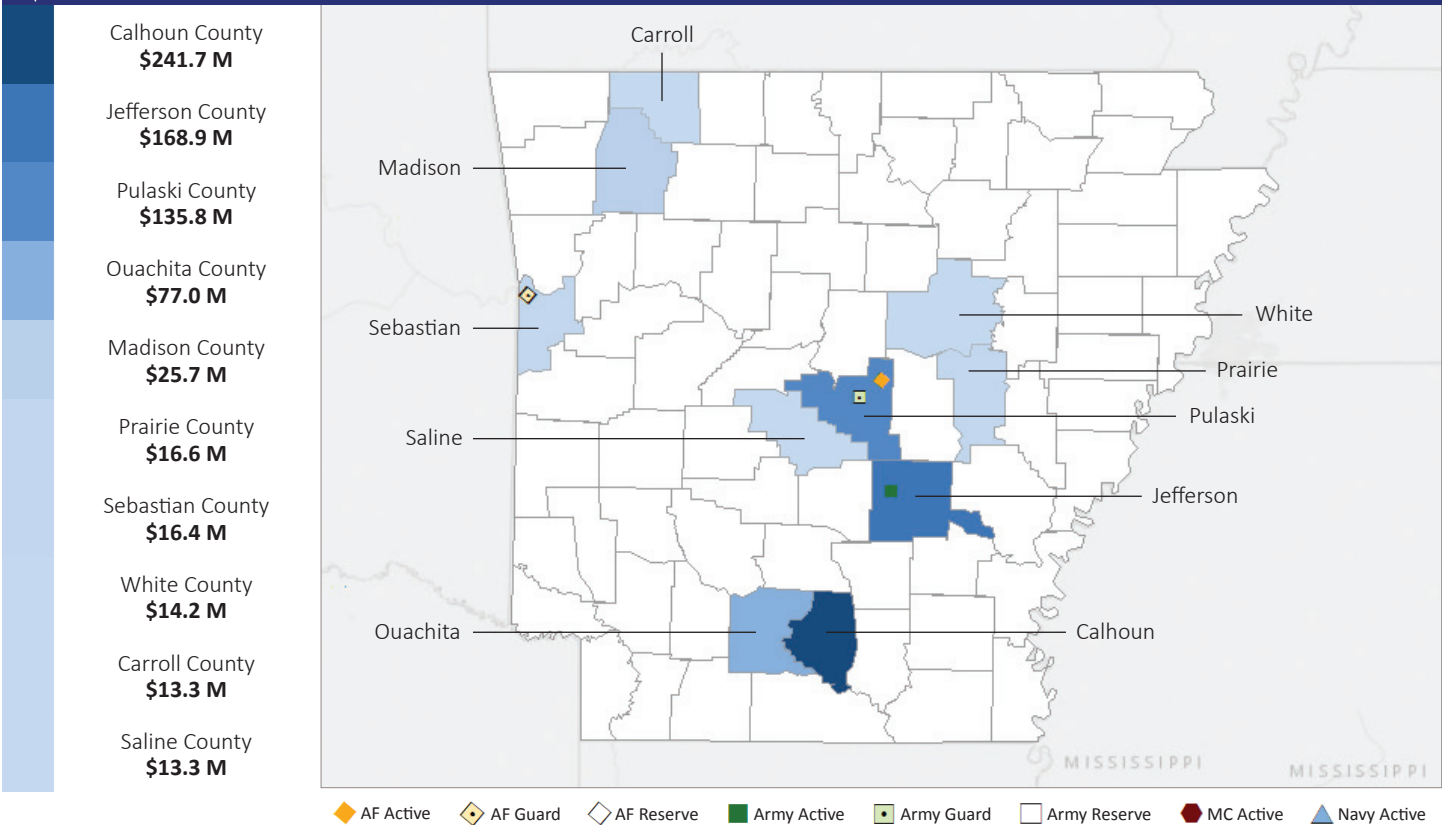 Calhoun County
$241.7 M
Jefferson County
$168.9 M
Pulaski County
$135.8 M
Ouachita County
$77.0 M
Madison County
$25.7 M
Prairie County
$16.6 M
Sebastian County
$16.4 M
White County
$14.2 M
Carroll County
$13.3 M
Saline County
$13.3 M
Carroll
Madison
Sebastian
White
Prairie
Pulaski
Saline
Jefferson
Ouachita
Calhoun
MISSISSIPPI
MISSISSIPPI
AF Active AF Guard AF Reserve Army Active Army Guard Army Reserve MC Active Navy Active